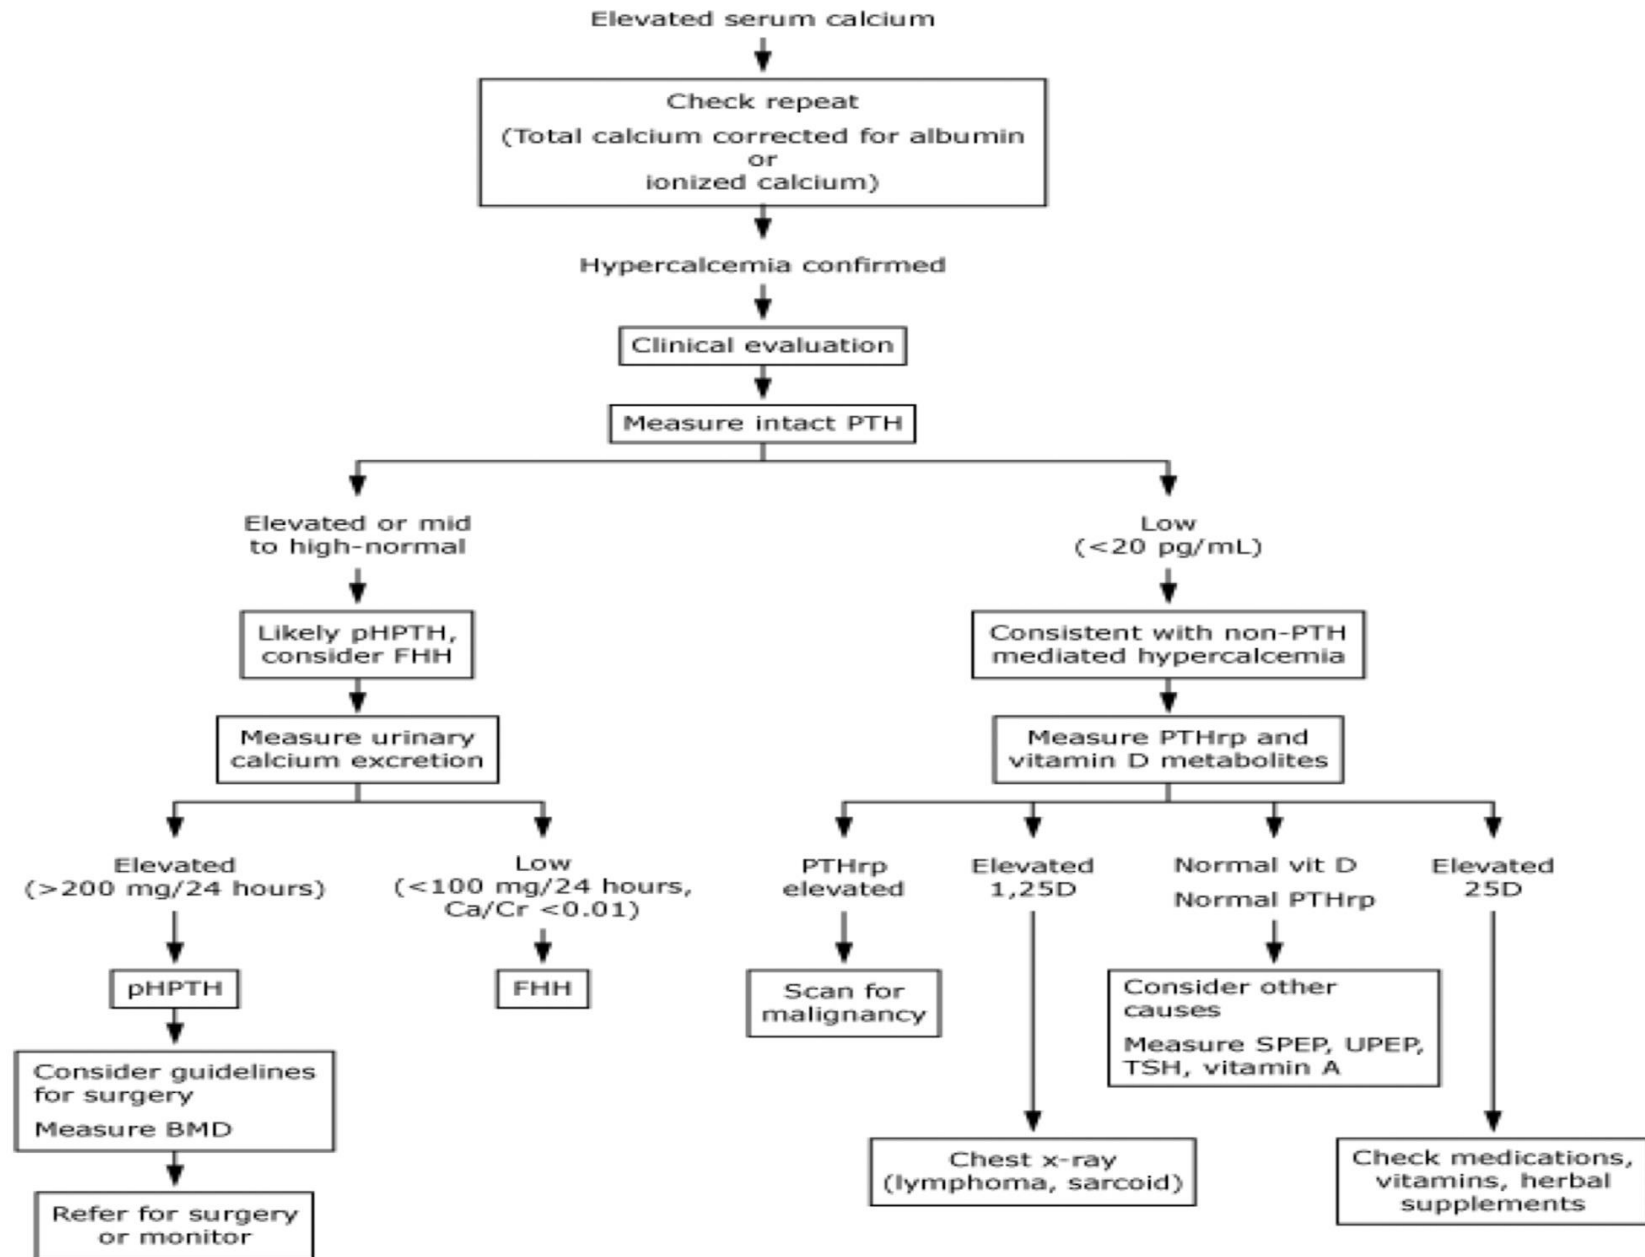 Elevated serum calcium
Check repeat
(Total calcium corrected for albumin
or
ionized calcium)
Hypercalcemia confirmed
Clinical evaluation
Measure intact PTH
Elevated or mid
to high-normal
Low
(<20 pg/mL)
Likely pHPTH,
consider FHH
Consistent with non-PTH
mediated hypercalcemia
Measure urinary
calcium excretion
Measure PTHrp and
vitamin D metabolites
Elevated
(>200 mg/24 hours)
Low
(<100 mg/24 hours,
Ca/Cr <0.01)
PTHrp
elevated
Elevated
1,25D
Normal vit D
Normal PTHrp
Elevated
25D
pHPTH
FHH
Scan for
malignancy
Consider other
causes
Measure SPEP, UPEP,
TSH, vitamin A
Consider guidelines
for surgery
Measure BMD
Chest x-ray
(lymphoma, sarcoid)
Check medications,
vitamins, herbal
supplements
Refer for surgery
or monitor